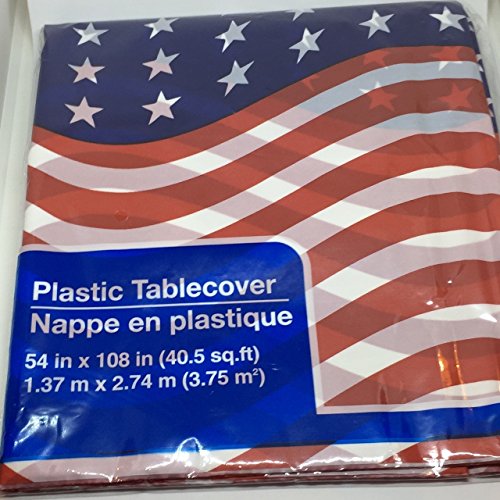 Plastic Tablecover
Nappe en plastique
54 in x 108 in (40.5 sq.ft)
1.37 m x 2.74 m (3.75 m²)